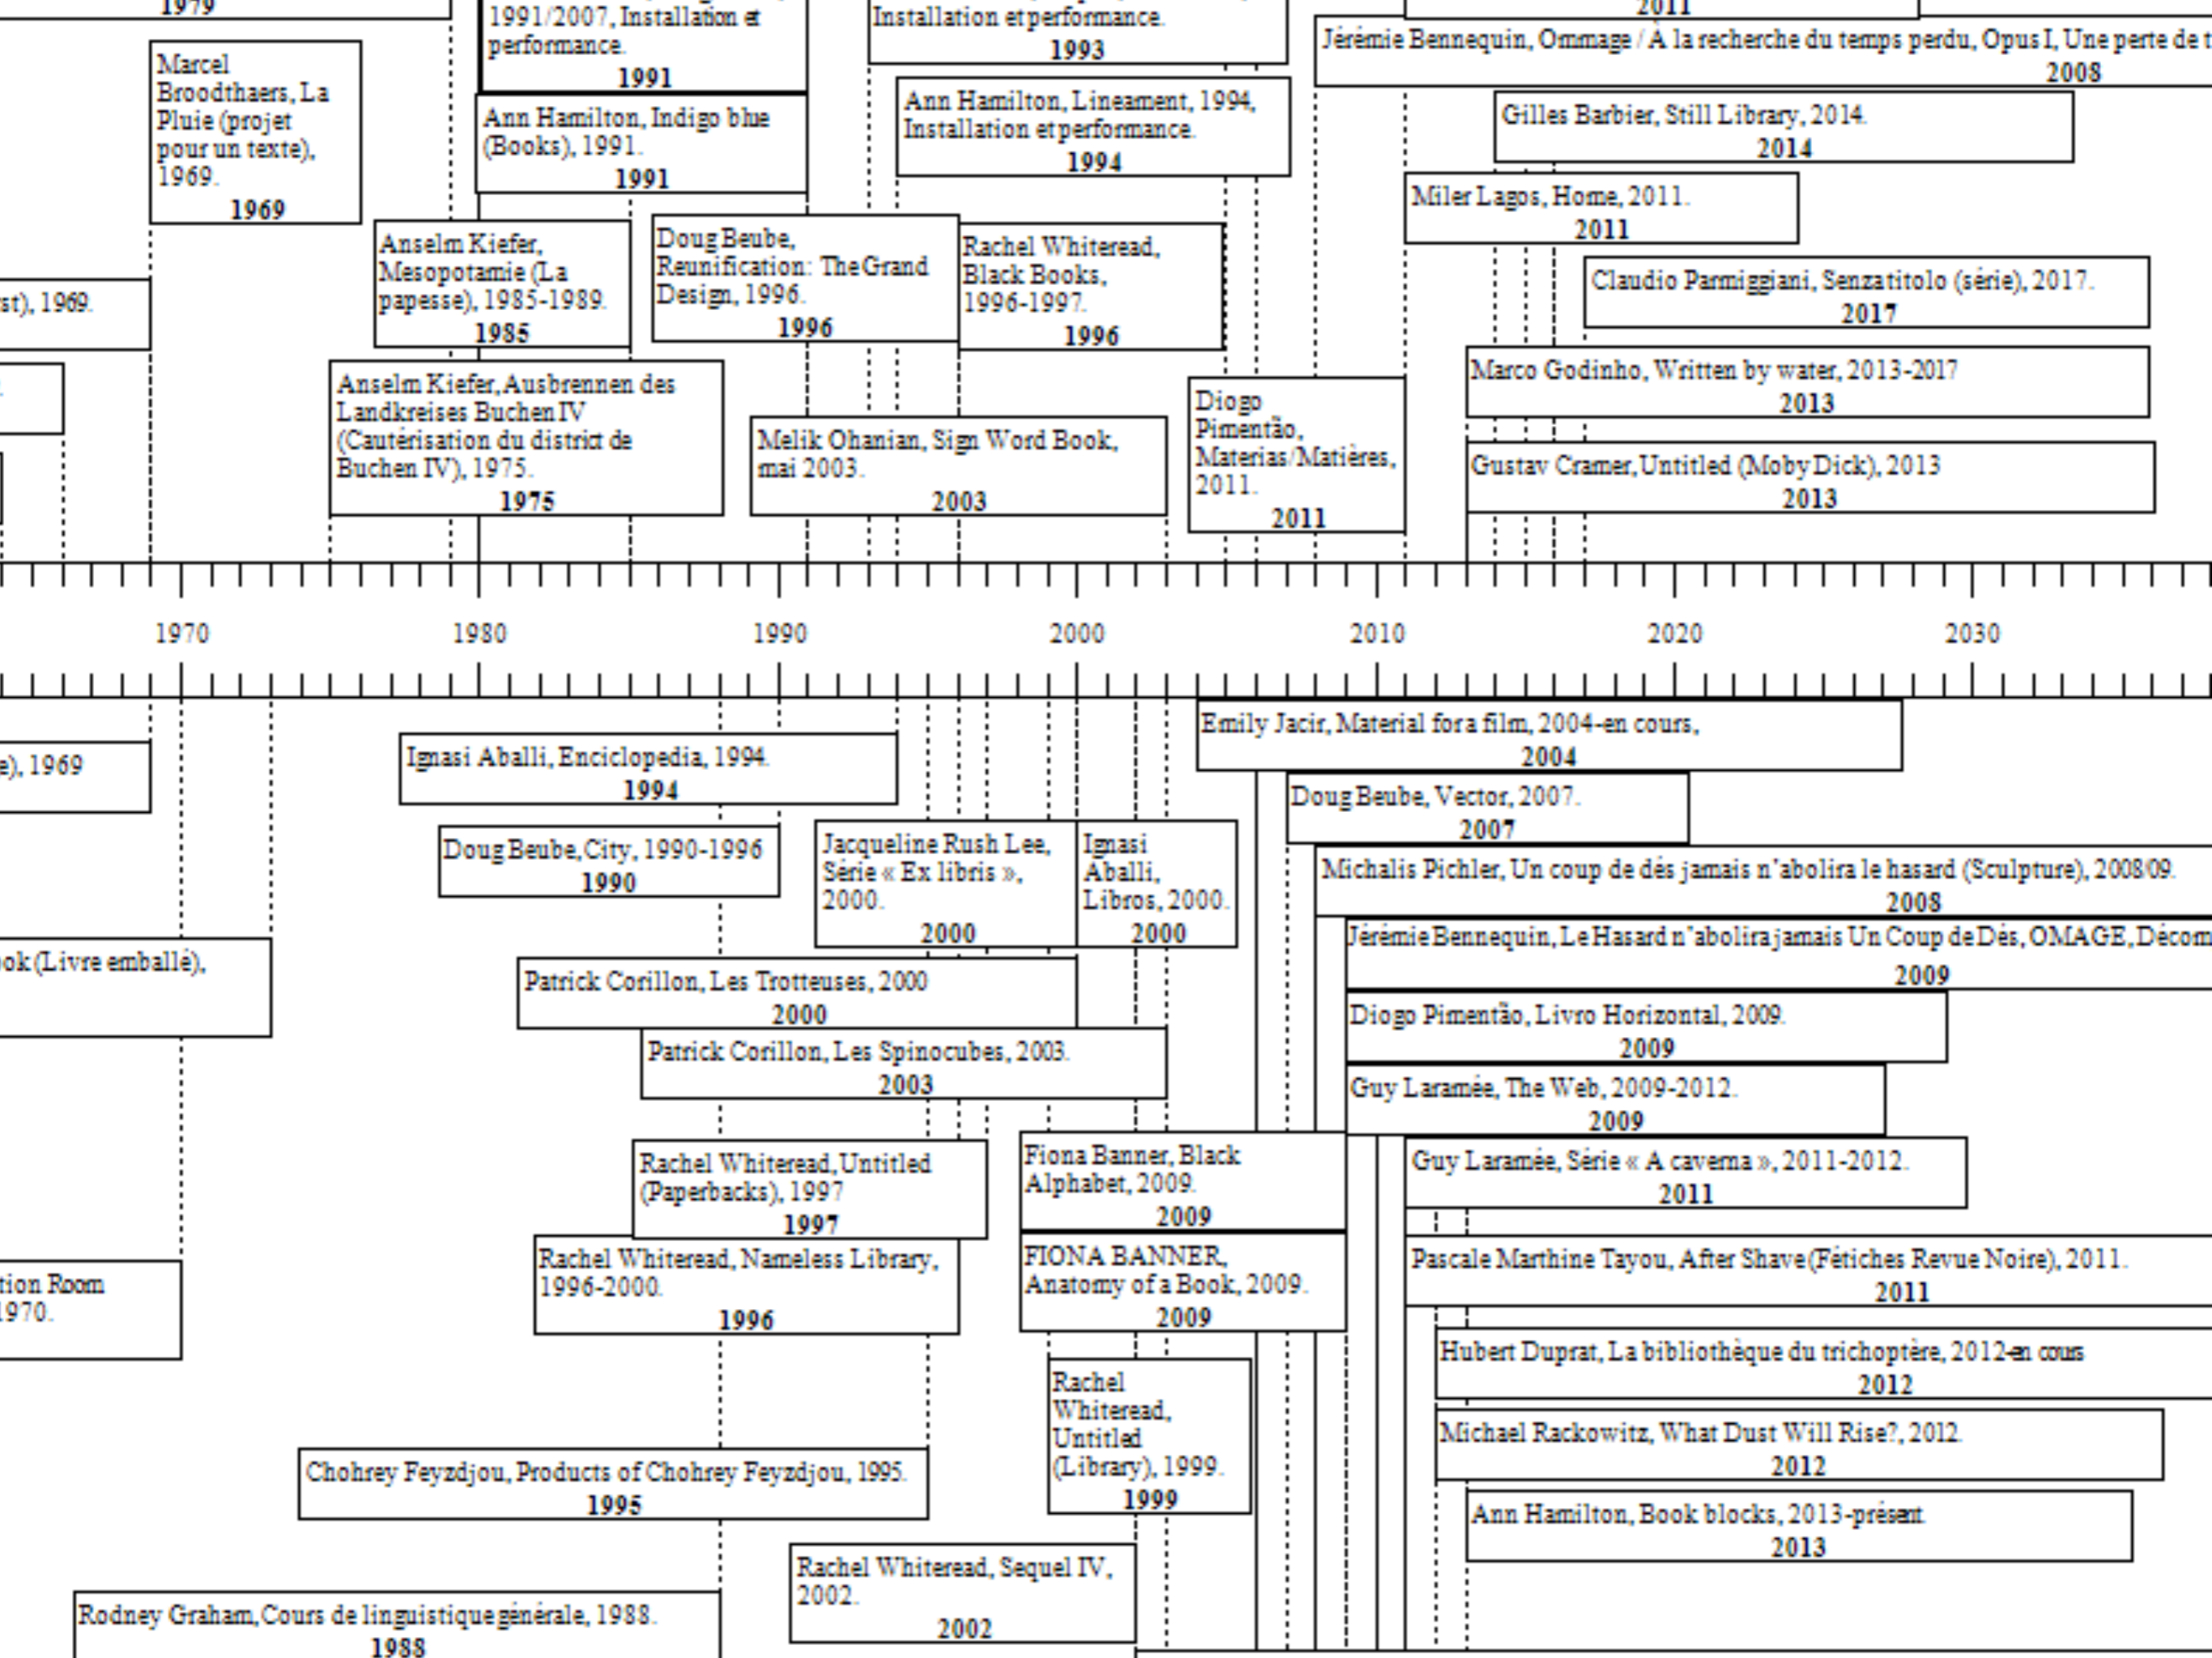 1979
1991/2007, Installation et
performance.
1991
Installation et performance.
1993
2011
Jérémie Bennequin, Ommage / À la recherche du temps perdu, Opus I, Une perte de t
2008
Marcel
Broodthaers, La
Pluie (projet
pour un texte),
1969.
1969
Ann Hamilton, Indigo blue
(Books), 1991.
1991
Ann Hamilton, Lineament, 1994,
Installation et performance.
1994
Gilles Barbier, Still Library, 2014.
2014
Miler Lagos, Home, 2011.
2011
Anselm Kiefer,
Mesopotamie (La
papesse), 1985-1989.
1985
Doug Beube,
Reunification: The Grand
Design, 1996.
1996
Rachel Whiteread,
Black Books,
1996-1997.
1996
Claudio Parmiggiani, Senza titolo (série), 2017.
2017
st), 1969.
Marco Godinho, Written by water, 2013-2017
2013
Anselm Kiefer, Ausbrennen des
Landkreises Buchen IV
(Cautérisation du district de
Buchen IV), 1975.
1975
Melik Ohanian, Sign Word Book,
mai 2003.
2003
Diogo
Pimentão,
Materias/Matières,
2011.
2011
Gustav Cramer, Untitled (Moby Dick), 2013
2013
1970 1980 1990 2000 2010 2020 2030
Emily Jacir, Material for a film, 2004-en cours,
2004
e), 1969
Ignasi Aballi, Enciclopedia, 1994.
1994
Doug Beube, Vector, 2007.
2007
Doug Beube, City, 1990-1996
1990
Jacqueline Rush Lee,
Série « Ex libris »,
2000.
2000
Ignasi
Aballi,
Libros, 2000.
2000
Michalis Pichler, Un coup de dés jamais n'abolira le hasard (Sculpture), 2008/09.
2008
Jérémie Bennequin, Le Hasard n'abolira jamais Un Coup de Dés, OMAGE, Décom
2009
ok (Livre emballé),
Patrick Corillon, Les Trotteuses, 2000
2000
Diogo Pimentão, Livro Horizontal, 2009.
2009
Patrick Corillon, Les Spinocubes, 2003.
2003
Guy Laramée, The Web, 2009-2012.
2009
Rachel Whiteread, Untitled
(Paperbacks), 1997
1997
Fiona Banner, Black
Alphabet, 2009.
2009
Guy Laramée, Série « A caverna », 2011-2012.
2011
Rachel Whiteread, Nameless Library,
1996-2000.
1996
FIONA BANNER,
Anatomy of a Book, 2009.
2009
Pascale Marthine Tayou, After Shave (Fétiches Revue Noire), 2011.
2011
tion Room
1970.
Hubert Duprat, La bibliothèque du trichoptère, 2012-en cours
2012
Rachel
Whiteread,
Untitled
(Library), 1999.
1999
Michael Rackowitz, What Dust Will Rise?, 2012.
2012
Chohrey Feyzdjou, Products of Chohrey Feyzdjou, 1995.
1995
Ann Hamilton, Book blocks, 2013-présent.
2013
Rachel Whiteread, Sequel IV,
2002.
2002
Rodney Graham, Cours de linguistique générale, 1988.
1988